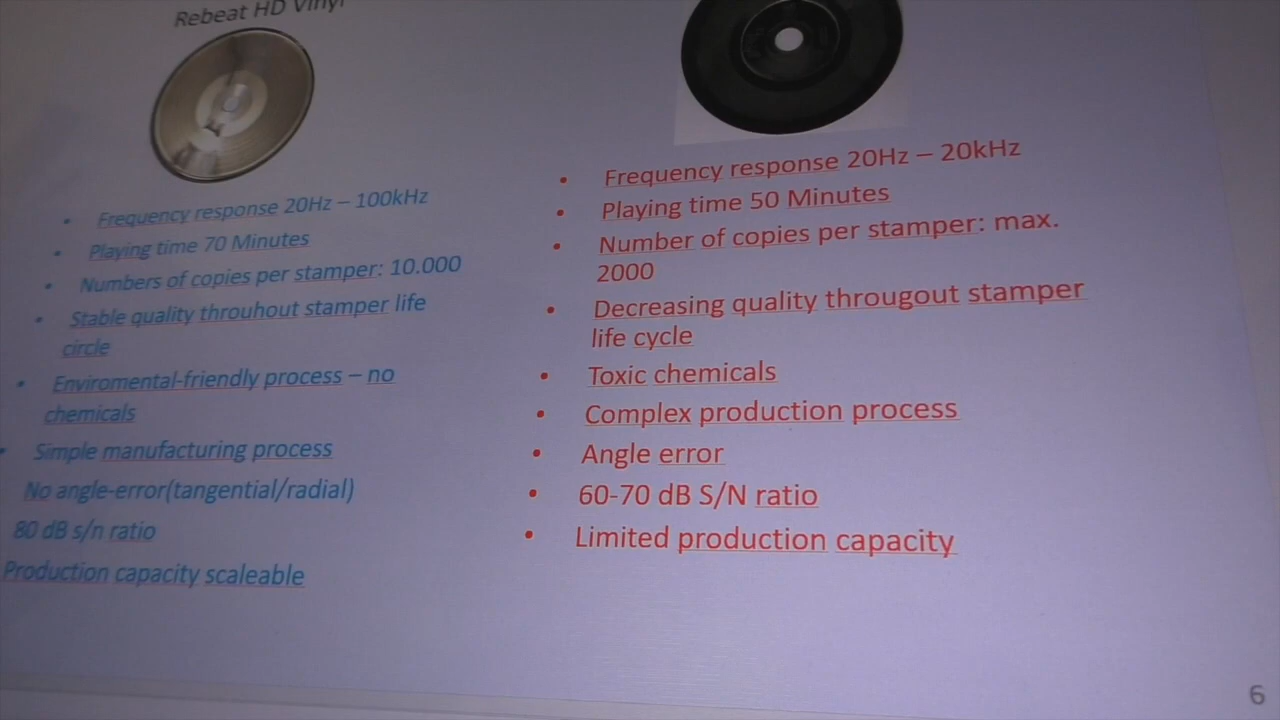 Rebeat HD Vinyl
• Frequency response 20Hz – 100kHz
• Playing time 70 Minutes
• Numbers of copies per stamper: 10.000
• Stable quality throuhout stamper life
circle
• Enviromental-friendly process – no
chemicals
• Simple manufacturing process
No angle-error(tangential/radial)
80 dB s/n ratio
Production capacity scaleable
• Frequency response 20Hz – 20kHz
• Playing time 50 Minutes
• Number of copies per stamper: max.
2000
• Decreasing quality througout stamper
life cycle
• Toxic chemicals
• Complex production process
• Angle error
• 60-70 dB S/N ratio
• Limited production capacity
6